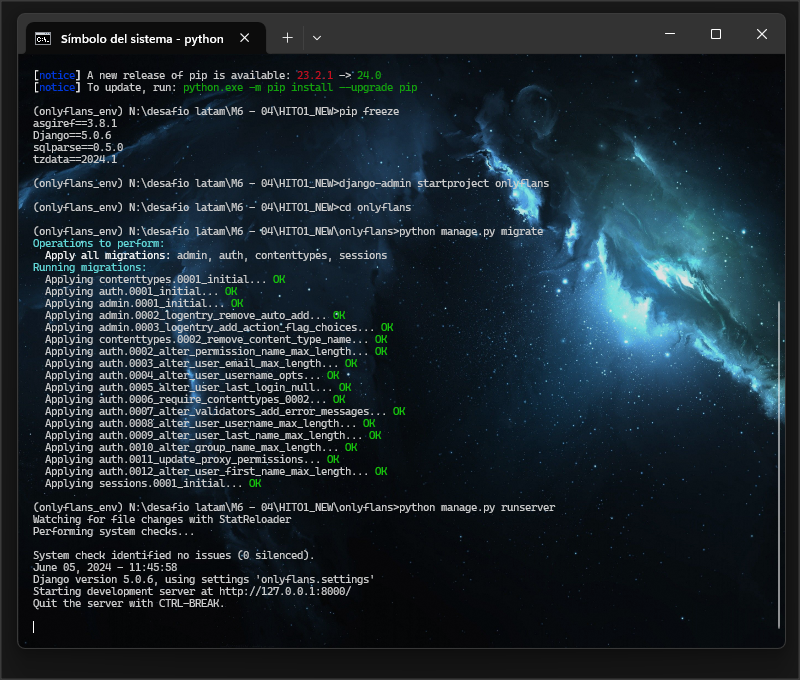 Símbolo del sistema - python
[notice] A new release of pip is available: 23.2.1 -> 24.0
[notice] To update, run: python.exe -m pip install --upgrade pip
(onlyflans_env) N:\desafio latam\M6 - 04\HITO1_NEW>pip freeze
asgiref==3.8.1
Django==5.0.6
sqlparse==0.5.0
tzdata==2024.1
(onlyflans_env) N:\desafio latam\M6 - 04\HITO1_NEW>django-admin startproject onlyflans
(onlyflans_env) N:\desafio latam\M6 - 04\HITO1_NEW>cd onlyflans
(onlyflans_env) N:\desafio latam\M6 - 04\HITO1_NEW\onlyflans>python manage.py migrate
Operations to perform:
  Apply all migrations: admin, auth, contenttypes, sessions
Running migrations:
  Applying contenttypes.0001_initial... OK
  Applying auth.0001_initial... OK
  Applying admin.0001_initial... OK
  Applying admin.0002_logentry_remove_auto_add... OK
  Applying admin.0003_logentry_add_action_flag_choices... OK
  Applying contenttypes.0002_remove_content_type_name... OK
  Applying auth.0002_alter_permission_name_max_length... OK
  Applying auth.0003_alter_user_email_max_length... OK
  Applying auth.0004_alter_user_username_opts... OK
  Applying auth.0005_alter_user_last_login_null... OK
  Applying auth.0006_require_contenttypes_0002... OK
  Applying auth.0007_alter_validators_add_error_messages... OK
  Applying auth.0008_alter_user_username_max_length... OK
  Applying auth.0009_alter_user_last_name_max_length... OK
  Applying auth.0010_alter_group_name_max_length... OK
  Applying auth.0011_update_proxy_permissions... OK
  Applying auth.0012_alter_user_first_name_max_length... OK
  Applying sessions.0001_initial... OK
(onlyflans_env) N:\desafio latam\M6 - 04\HITO1_NEW\onlyflans>python manage.py runserver
Watching for file changes with StatReloader
Performing system checks...
System check identified no issues (0 silenced).
June 05, 2024 - 11:45:58
Django version 5.0.6, using settings 'onlyflans.settings'
Starting development server at http://127.0.0.1:8000/
Quit the server with CTRL-BREAK.